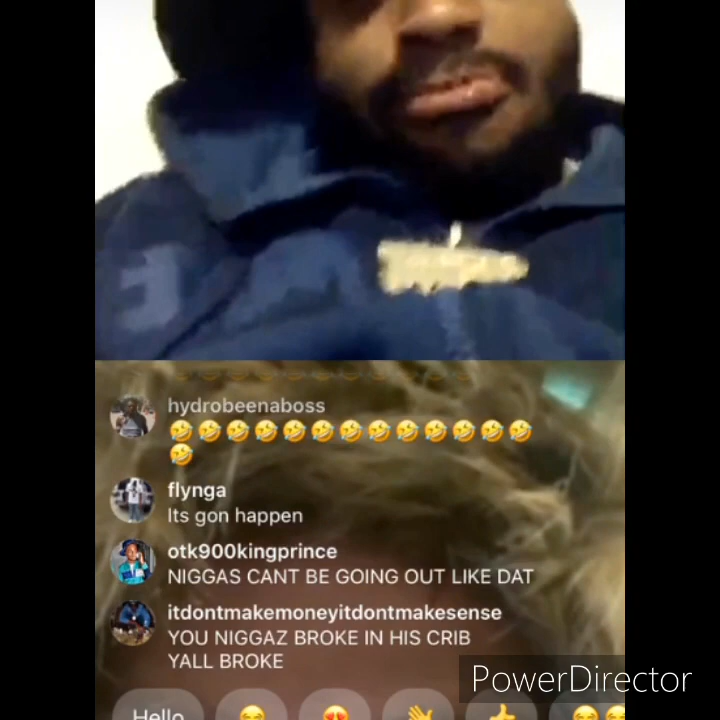 hydrobeenaboss
🤣🤣🤣🤣🤣🤣🤣🤣🤣🤣🤣🤣🤣
🤣
flynga
Its gon happen
otk900kingprince
NIGGAS CANT BE GOING OUT LIKE DAT
itdontmakemoneyitdontmakesense
YOU NIGGAZ BROKE IN HIS CRIB
YALL BROKE
PowerDirector
Hello